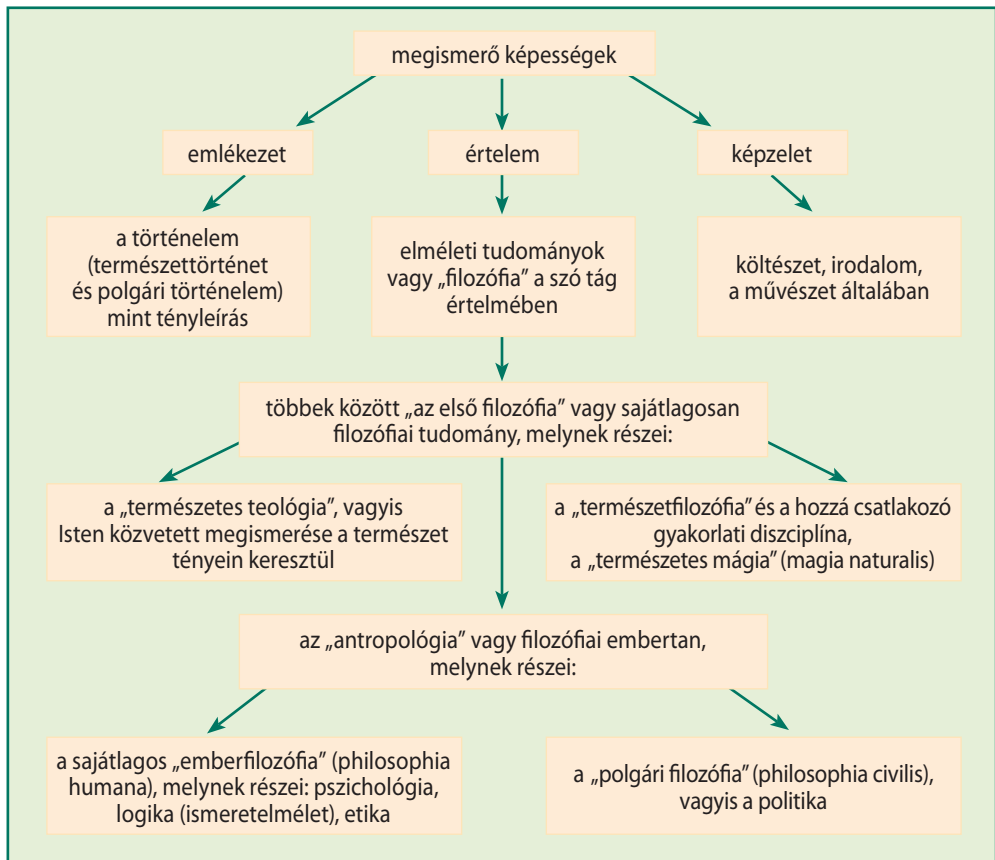 megismerő képességek
emlékezet
értelem
képzelet
a történelem
(természettörténet
és polgári történelem)
mint tényleírás
elméleti tudományok
vagy „filozófia” a szó tág
értelmében
költészet, irodalom,
a művészet általában
többek között „az első filozófia” vagy sajátlagosan
filozófiai tudomány, melynek részei:
a „természetes teológia”, vagyis
Isten közvetett megismerése a természet
tényein keresztül
a „természetfilozófia” és a hozzá csatlakozó
gyakorlati diszciplína,
a „természetes mágia” (magia naturalis)
az „antropológia” vagy filozófiai embertan,
melynek részei:
a sajátlagos „emberfilozófia” (philosophia
humana), melynek részei: pszichológia,
logika (ismeretelmélet), etika
a „polgári filozófia” (philosophia civilis),
vagyis a politika